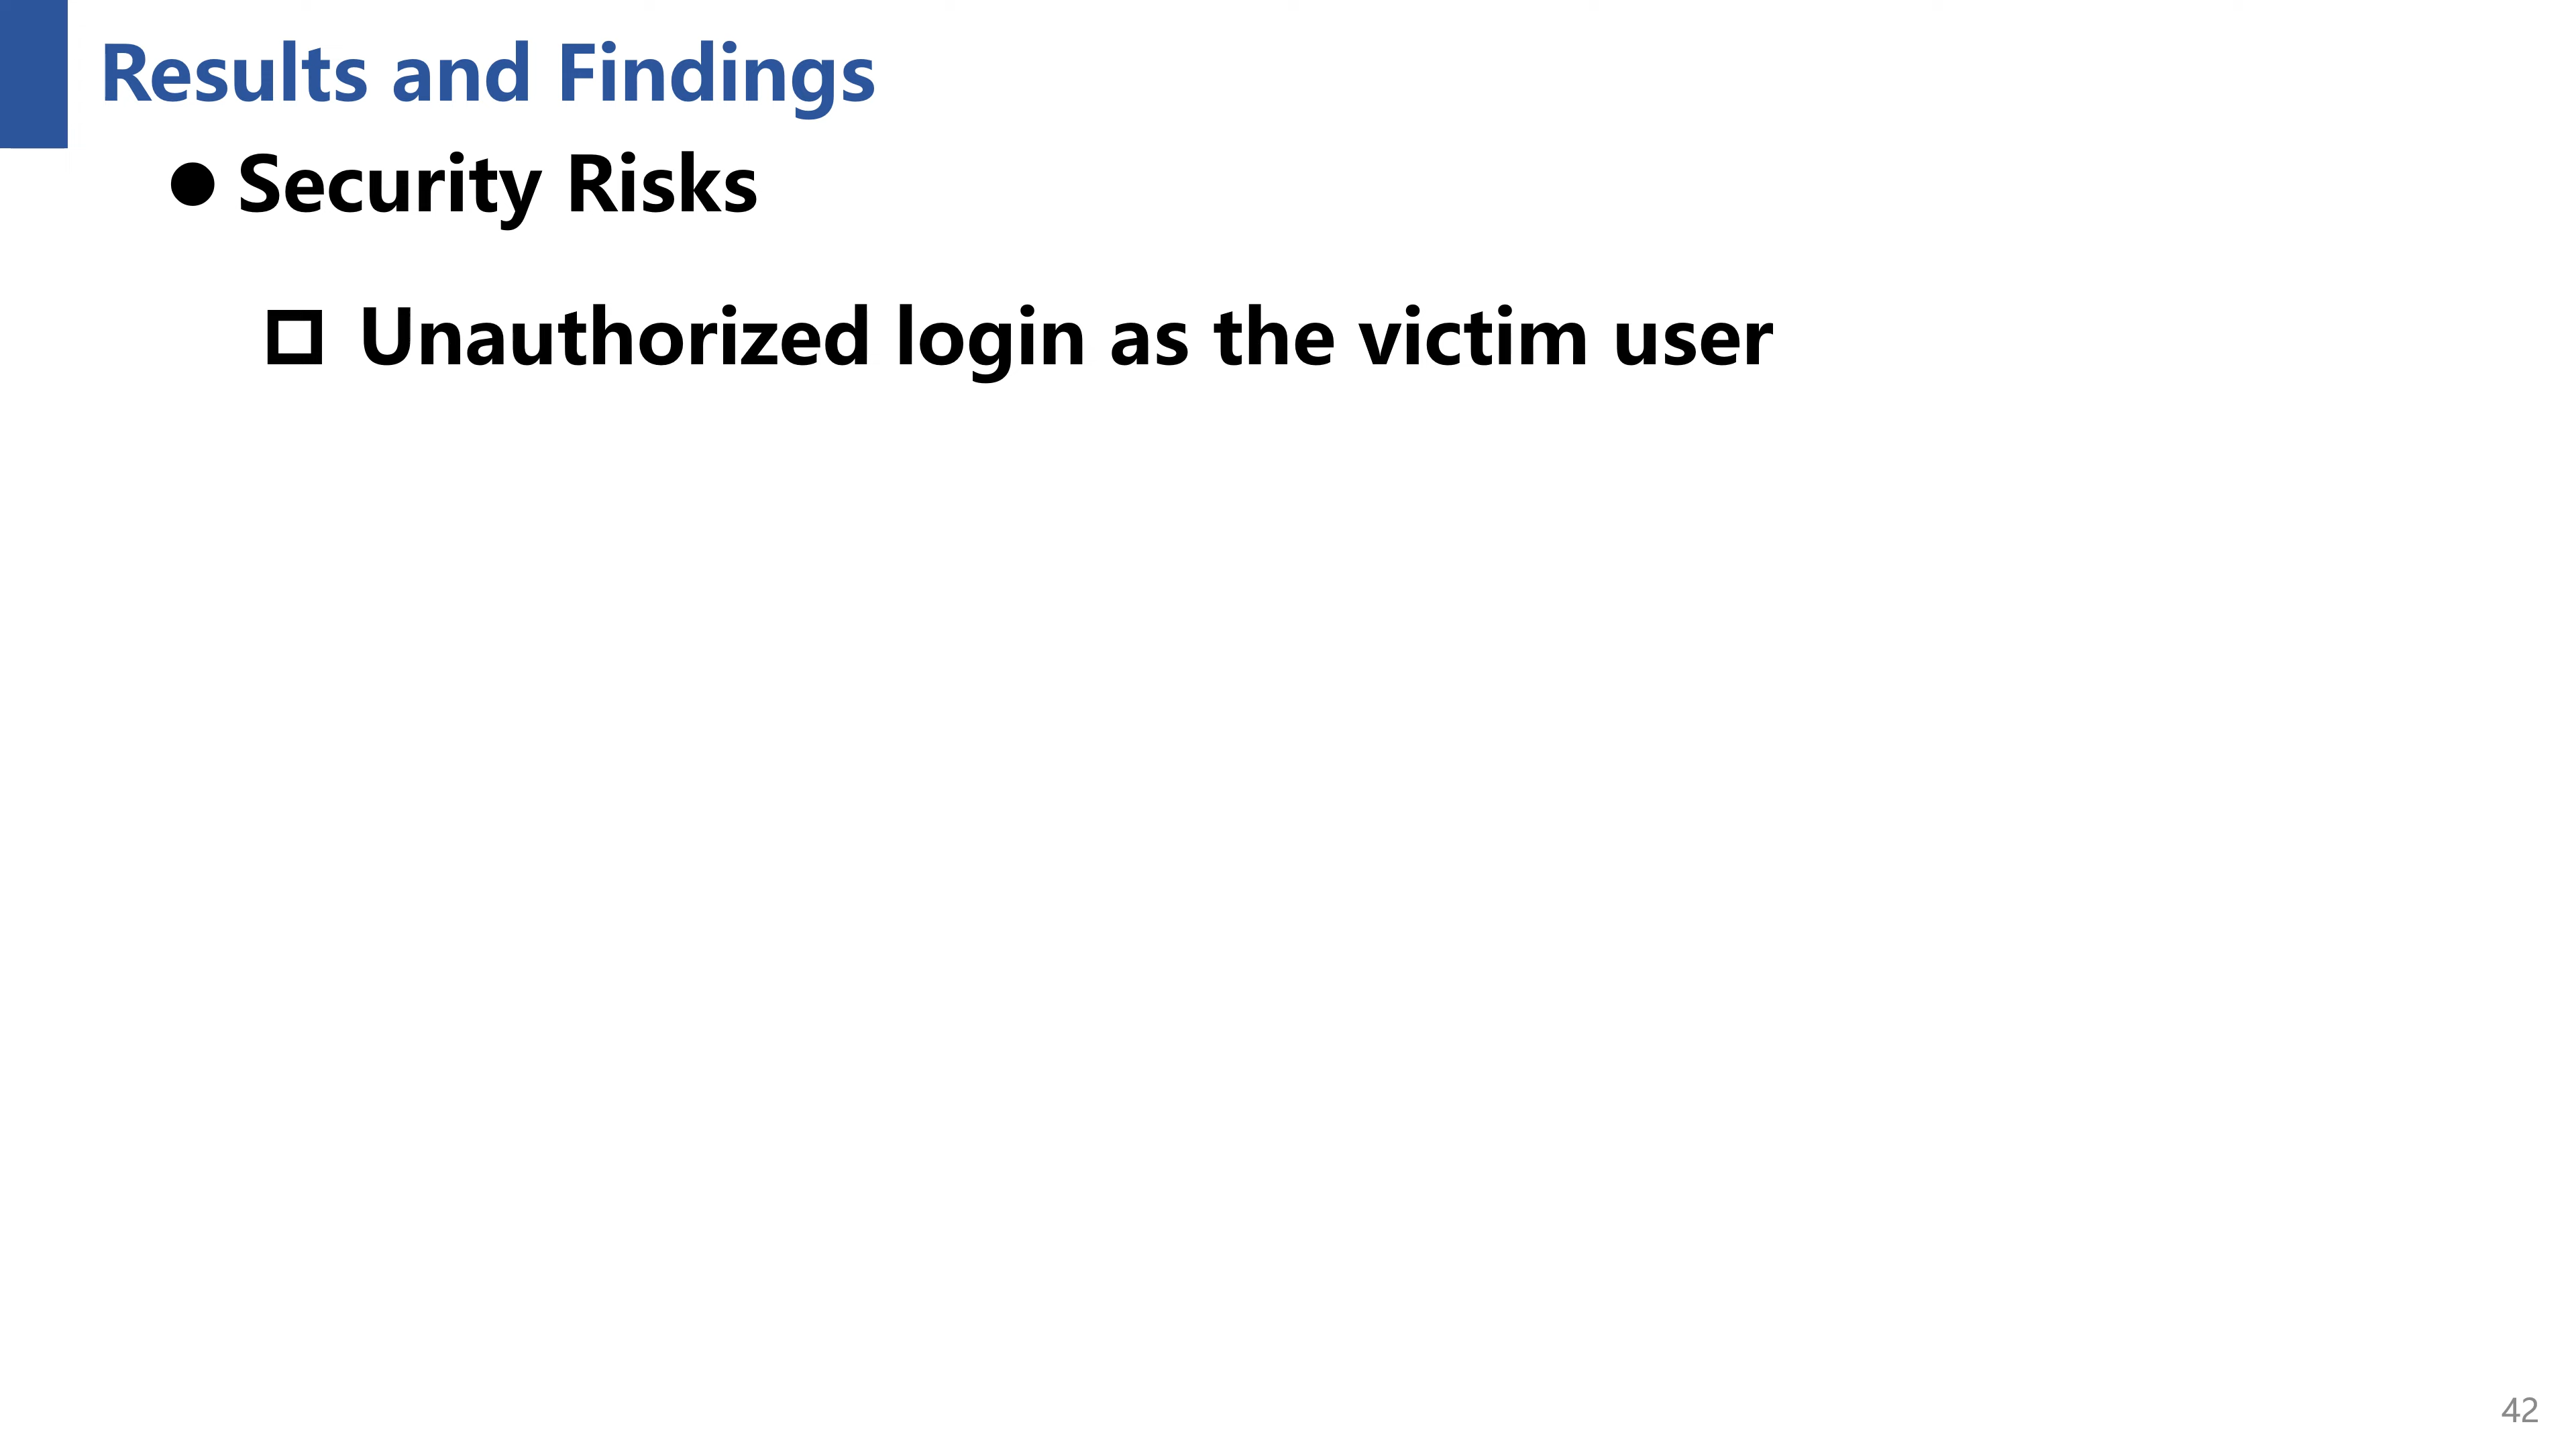 Results and Findings
● Security Risks
□ Unauthorized login as the victim user
42